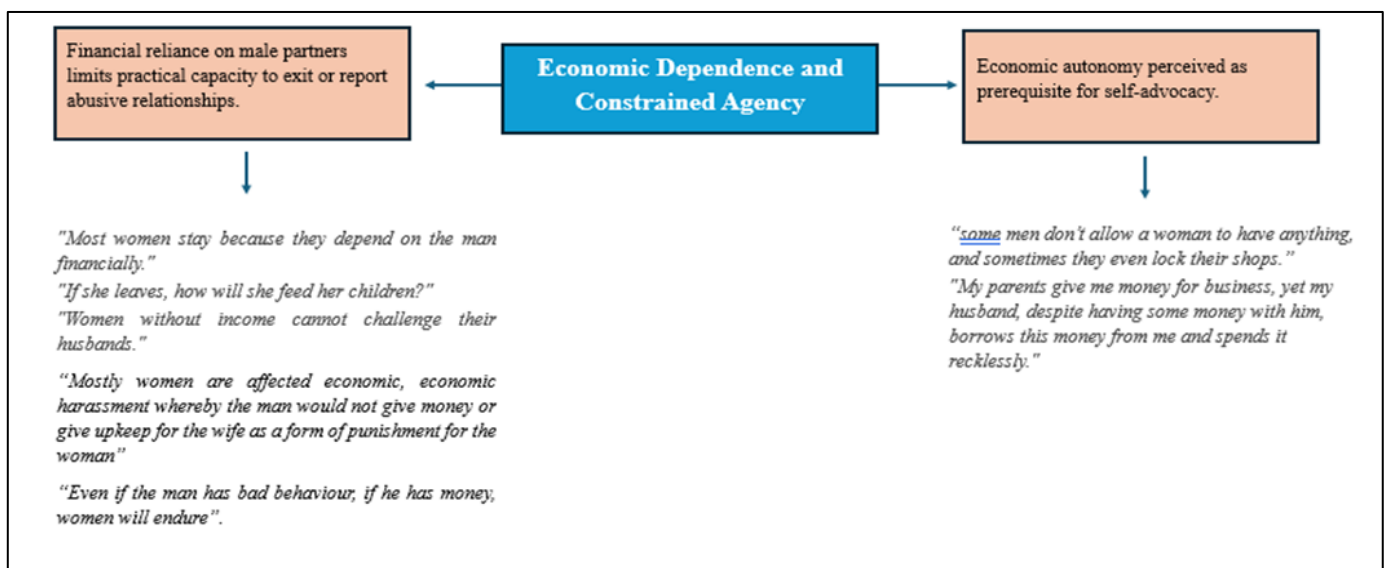 Financial reliance on male partners
limits practical capacity to exit or report
abusive relationships.
Economic Dependence and
Constrained Agency
Economic autonomy perceived as
prerequisite for self-advocacy.
"Most women stay because they depend on the man
financially."
"If she leaves, how will she feed her children?"
"Women without income cannot challenge their
husbands."
“Mostly women are affected economic, economic
harassment whereby the man would not give money or
give upkeep for the wife as a form of punishment for the
woman”
“Even if the man has bad behaviour, if he has money,
women will endure”.
“some men don't allow a woman to have anything,
and sometimes they even lock their shops.”
"My parents give me money for business, yet my
husband, despite having some money with him,
borrows this money from me and spends it
recklessly."